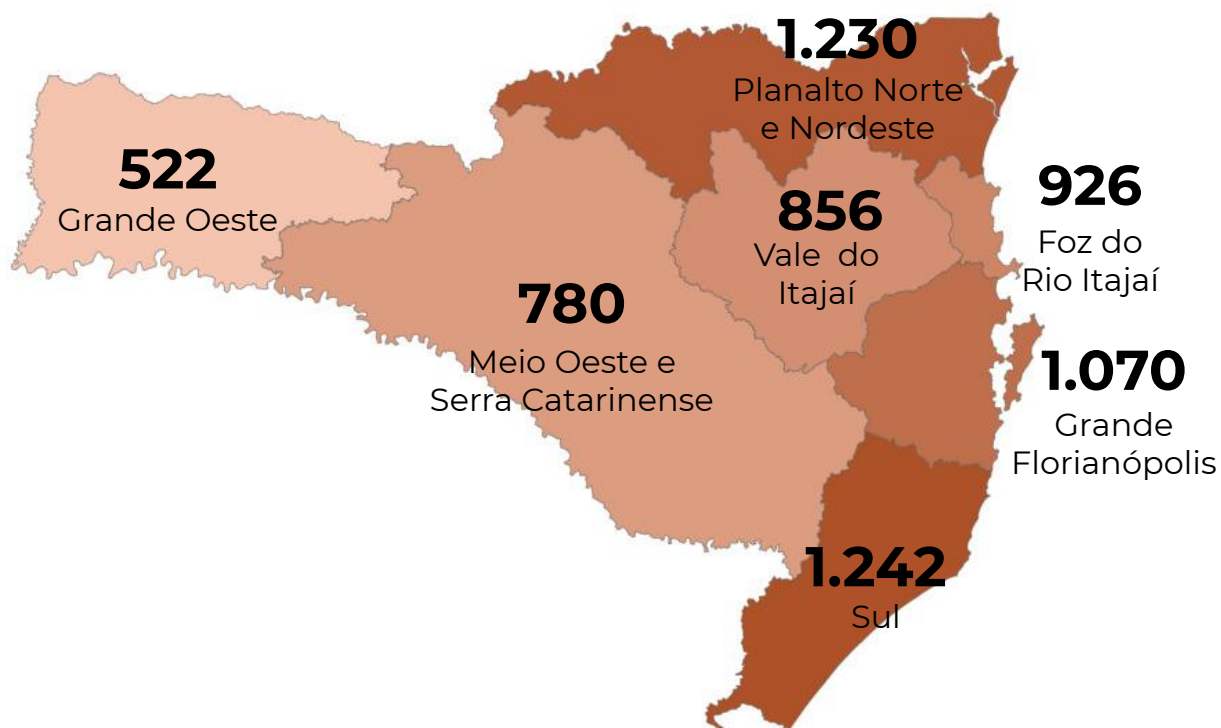 1.230
Planalto Norte
e Nordeste
522
Grande Oeste
856
Vale do
Itajaí
926
Foz do
Rio Itajaí
780
Meio Oeste e
Serra Catarinense
1.070
Grande
Florianópolis
1.242
Sul